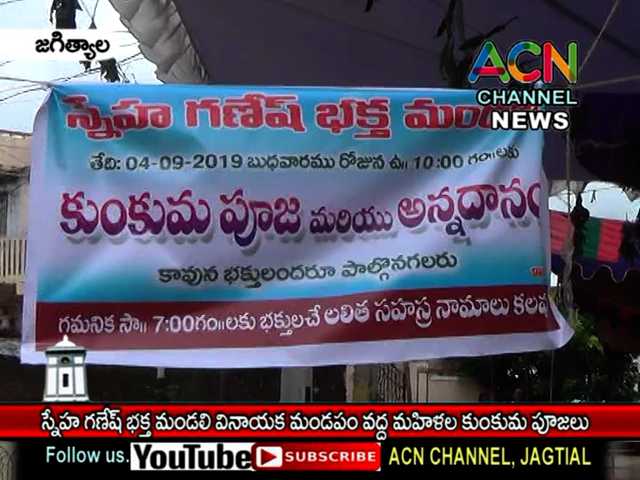 జగిత్యాల
ACN
CHANNEL
NEWS
స్నేహ గణేష్ భక్త
తేది: 04-09-2019 బుధవారము రోజున ఉ|| 10:00 గం||లకు
కుంకుమ పూజ మరియు అన్నదానం
కావున భక్తులందరూ పాల్గొనగలరు
గమనిక సా|| 7:00గం||లకు భక్తులచే లలిత సహస్ర నామాలు కలవు
స్నేహ గణేష్ భక్త మండలి వినాయక మండపం వద్ద మహిళల కుంకుమ పూజలు
Follow us. YouTube SUBSCRIBE ACN CHANNEL, JAGTIAL